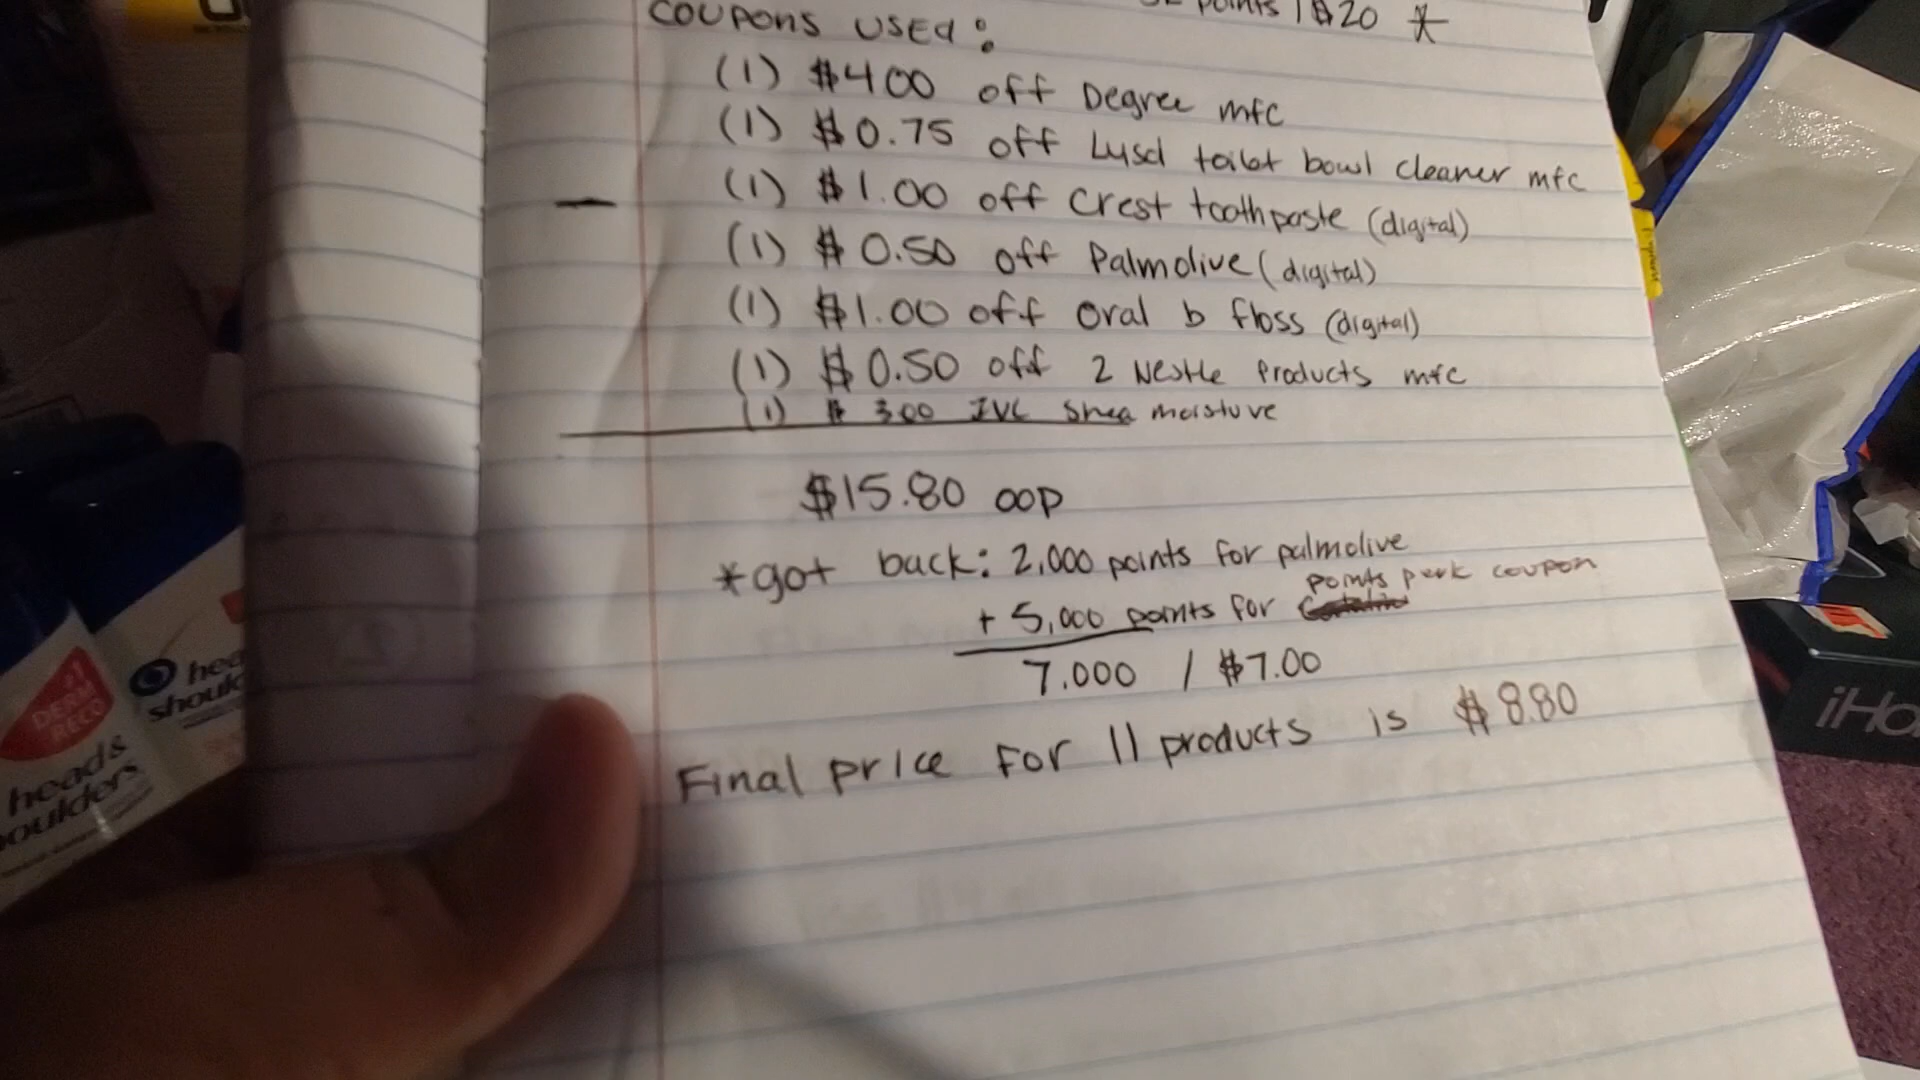 points / $20 *
COUPONS USED:
(1) $4.00 off Degree mfc
(1) $0.75 off Lysol toilet bowl cleaner mfc
— (1) $1.00 off Crest toothpaste (digital)
(1) $0.50 off Palmolive (digital)
(1) $1.00 off Oral b floss (digital)
(1) $0.50 off 2 Nestle Products mfc
(1) $3.00 IVC Shea moisture
$15.80 OOP
*got back: 2,000 points for palmolive
+ 5,000 points for points perk coupon
7.000 / $7.00
Final price for 11 products is $8.80
#1
DERM
RECO
head&
shoul
iHo